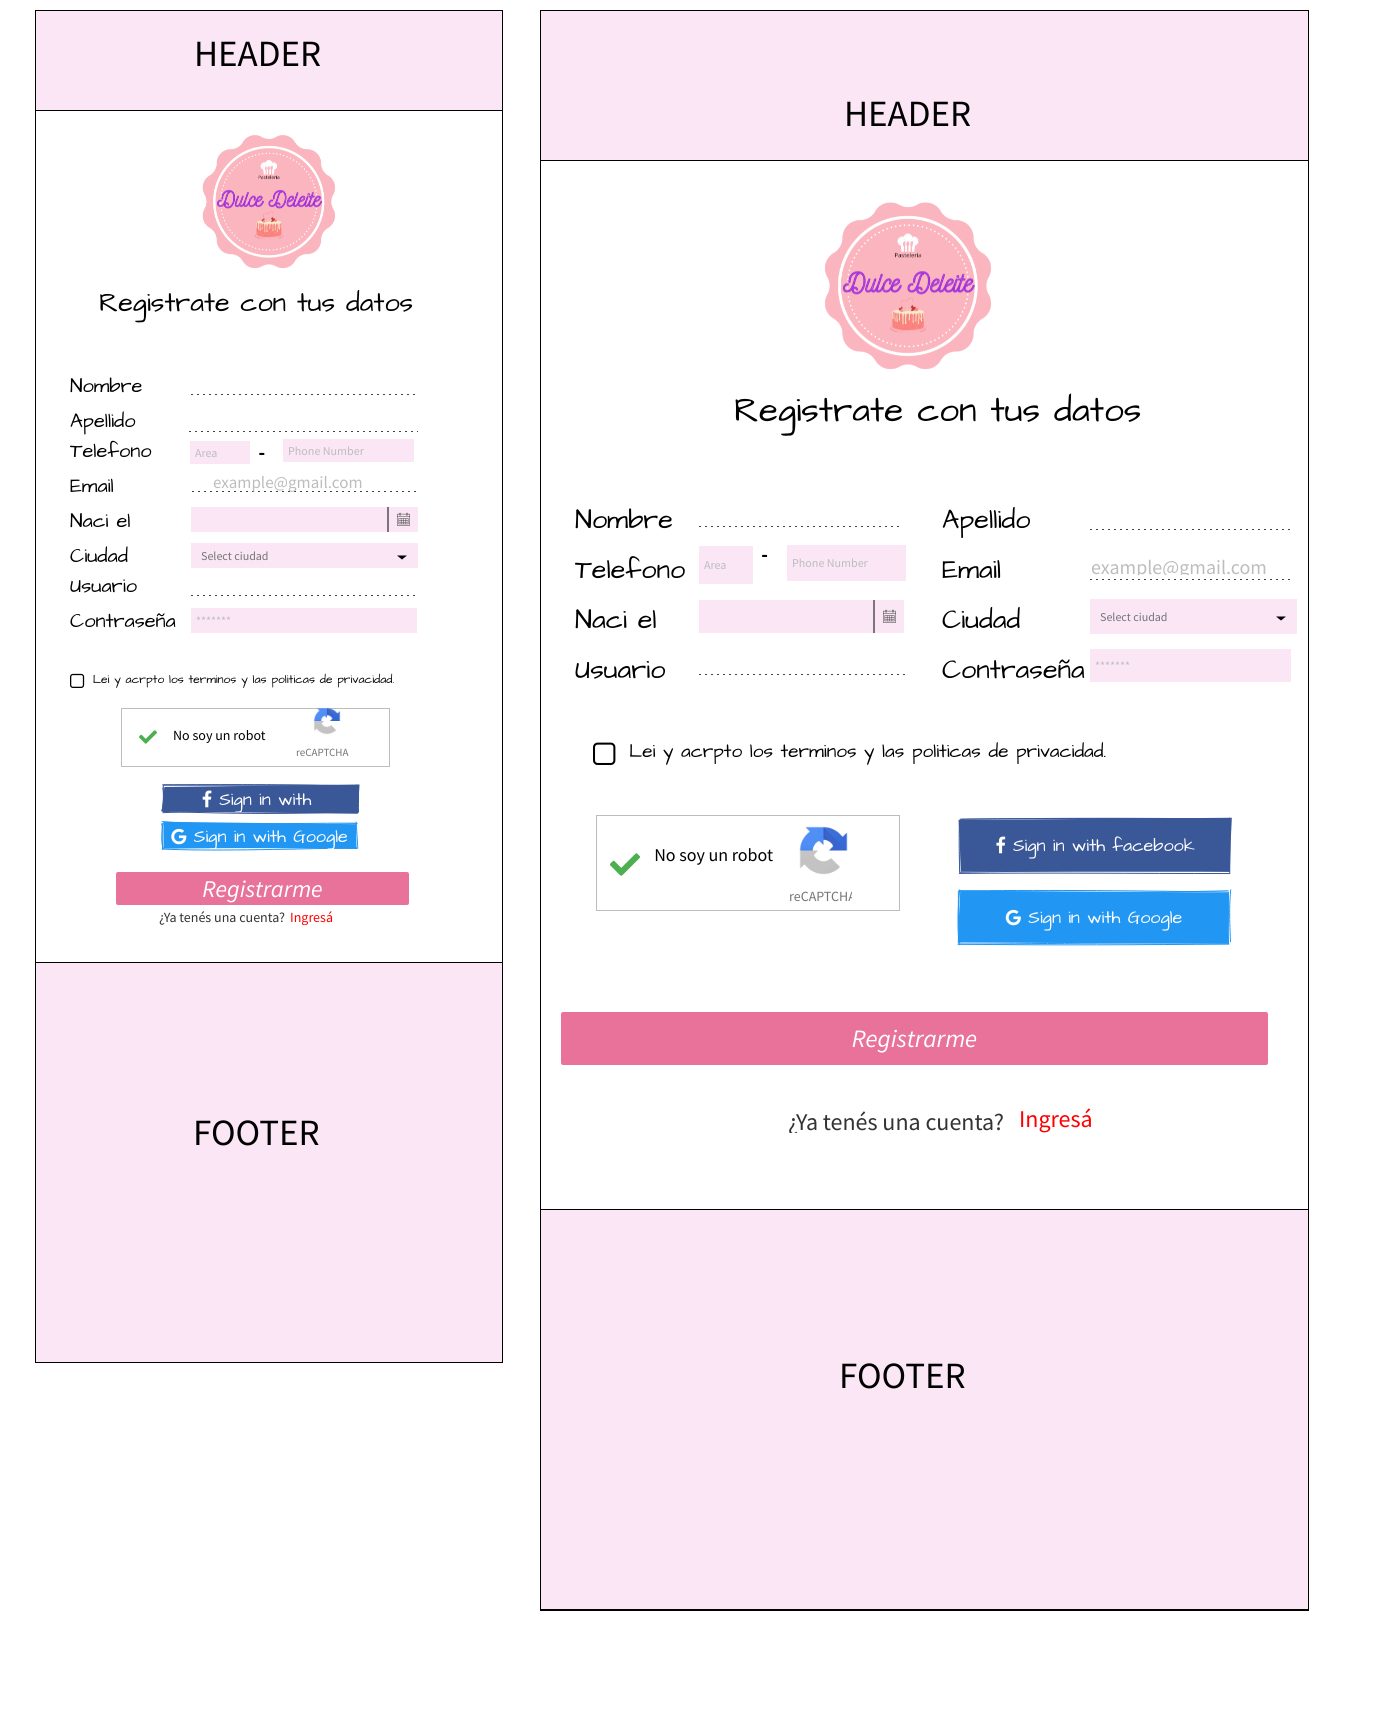 HEADER
Pastelería
Dulce Deleite
Registrate con tus datos
Nombre
Apellido
Telefono Area - Phone Number
Email example@gmail.com
Naci el
Ciudad Select ciudad
Usuario
Contraseña *******
Lei y acrpto los terminos y las politicas de privacidad.
No soy un robot
reCAPTCHA
Sign in with
Sign in with Google
Registrarme
¿Ya tenés una cuenta? Ingresá
FOOTER
HEADER
Pastelería
Dulce Deleite
Registrate con tus datos
Nombre Apellido
Telefono Area - Phone Number Email example@gmail.com
Naci el Ciudad Select ciudad
Usuario Contraseña *******
Lei y acrpto los terminos y las politicas de privacidad.
No soy un robot
reCAPTCHA
Sign in with facebook
Sign in with Google
Registrarme
¿Ya tenés una cuenta? Ingresá
FOOTER